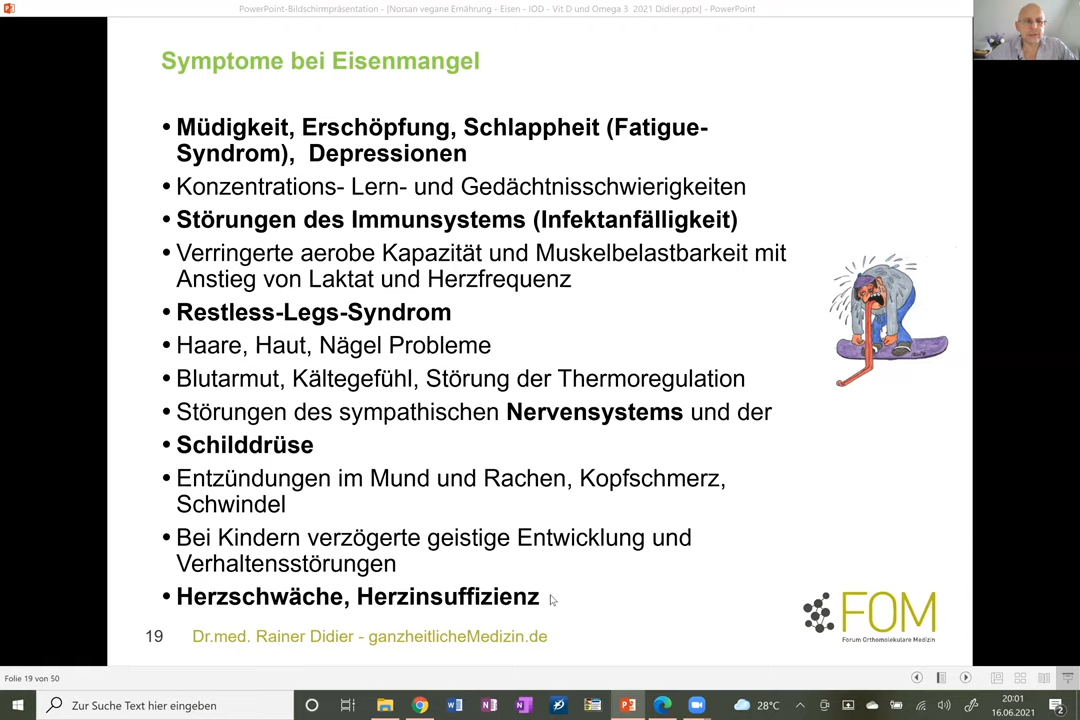 PowerPoint-Bildschirmpräsentation - [Norsan vegane Ernährung - Eisen - IOD - Vit D und Omega 3  2021 Didier.pptx] - PowerPoint
Symptome bei Eisenmangel
• Müdigkeit, Erschöpfung, Schlappheit (Fatigue-
Syndrom),  Depressionen
• Konzentrations- Lern- und Gedächtnisschwierigkeiten
• Störungen des Immunsystems (Infektanfälligkeit)
• Verringerte aerobe Kapazität und Muskelbelastbarkeit mit
Anstieg von Laktat und Herzfrequenz
• Restless-Legs-Syndrom
• Haare, Haut, Nägel Probleme
• Blutarmut, Kältegefühl, Störung der Thermoregulation
• Störungen des sympathischen Nervensystems und der
• Schilddrüse
• Entzündungen im Mund und Rachen, Kopfschmerz,
Schwindel
• Bei Kindern verzögerte geistige Entwicklung und
Verhaltensstörungen
• Herzschwäche, Herzinsuffizienz
FOM
Forum Orthomolekulare Medizin
19 Dr.med. Rainer Didier - ganzheitlicheMedizin.de
Folie 19 von 50
Zur Suche Text hier eingeben
28°C
20:01
16.06.2021
2